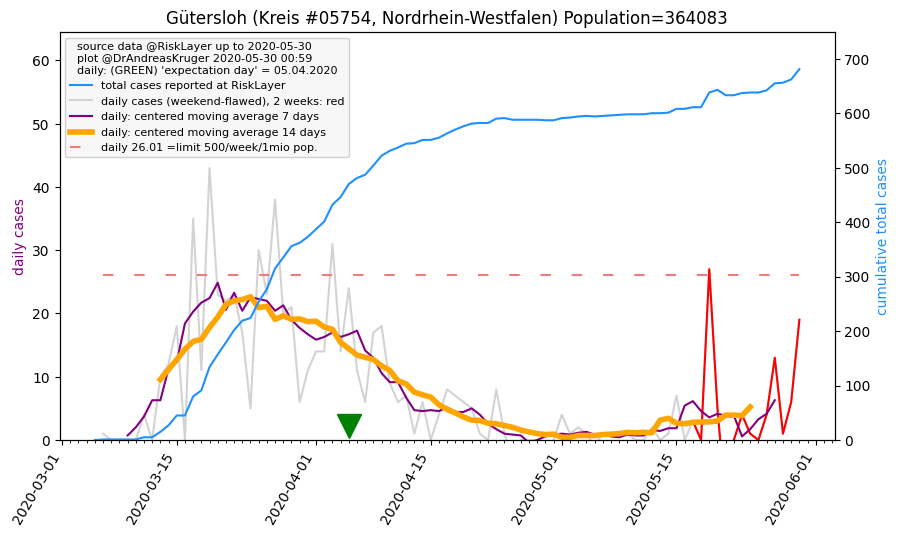 Gütersloh (Kreis #05754, Nordrhein-Westfalen) Population=364083
source data @RiskLayer up to 2020-05-30
plot @DrAndreasKruger 2020-05-30 00:59
daily: (GREEN) 'expectation day' = 05.04.2020
total cases reported at RiskLayer
daily cases (weekend-flawed), 2 weeks: red
daily: centered moving average 7 days
daily: centered moving average 14 days
daily 26.01 =limit 500/week/1mio pop.
daily cases
60
50
40
30
20
10
0
700
600
500
400
300
200
100
0
cumulative total cases
2020-03-01
2020-03-15
2020-04-01
2020-04-15
2020-05-01
2020-05-15
2020-06-01